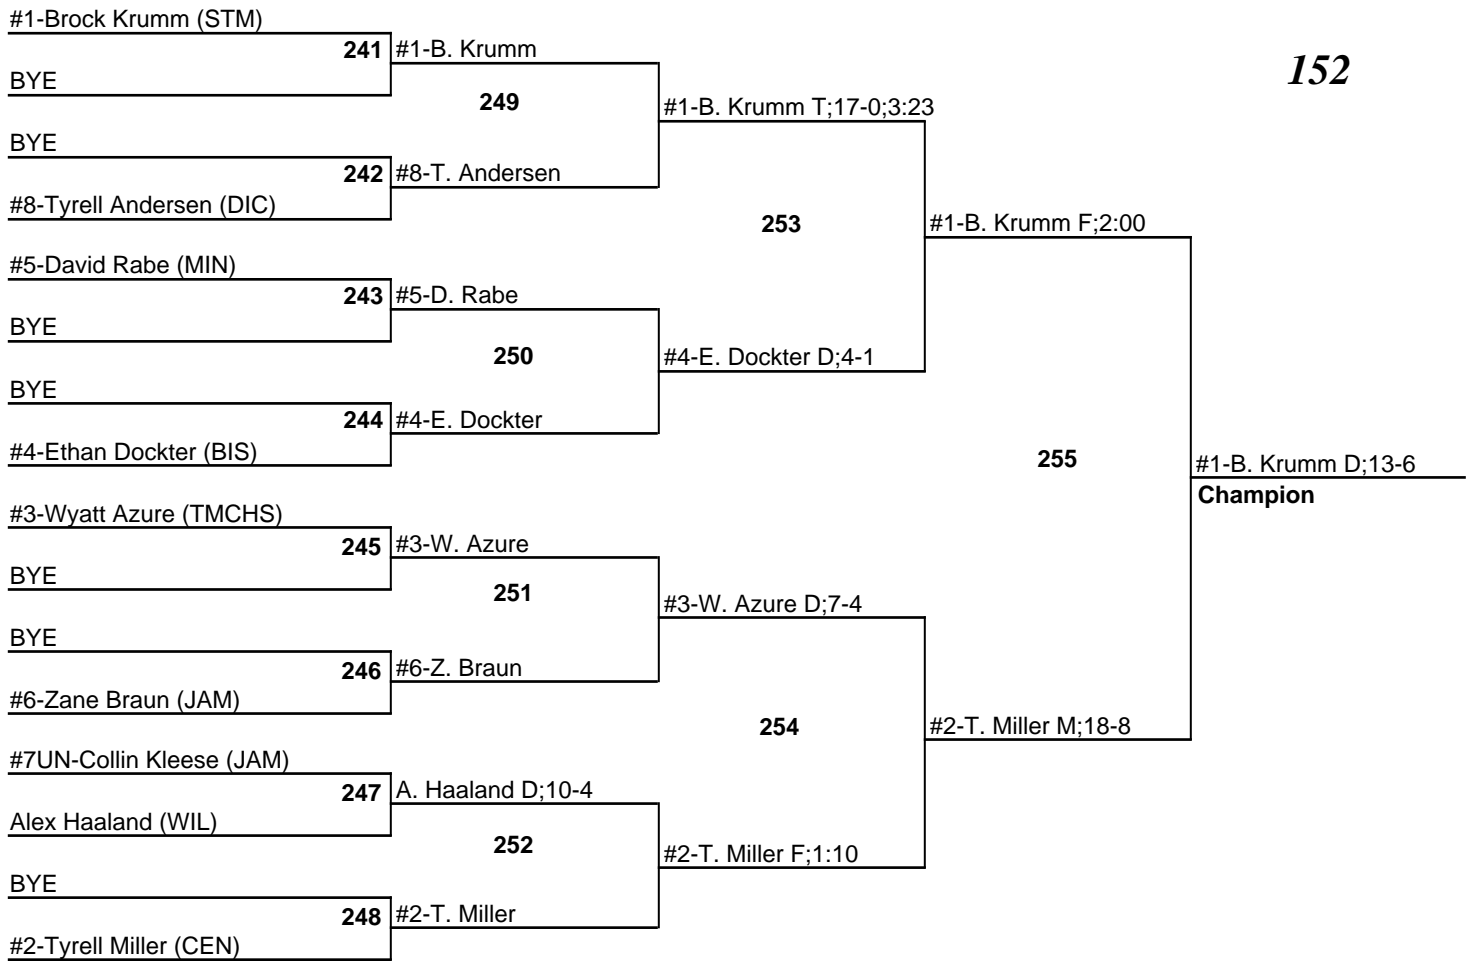 #1-Brock Krumm (STM)
241
#1-B. Krumm
152
BYE
249
#1-B. Krumm T;17-0;3:23
BYE
242
#8-T. Andersen
#8-Tyrell Andersen (DIC)
253
#1-B. Krumm F;2:00
#5-David Rabe (MIN)
243
#5-D. Rabe
BYE
250
#4-E. Dockter D;4-1
BYE
244
#4-E. Dockter
#4-Ethan Dockter (BIS)
255
#1-B. Krumm D;13-6
Champion
#3-Wyatt Azure (TMCHS)
245
#3-W. Azure
BYE
251
#3-W. Azure D;7-4
BYE
246
#6-Z. Braun
#6-Zane Braun (JAM)
254
#2-T. Miller M;18-8
#7UN-Collin Kleese (JAM)
247
A. Haaland D;10-4
Alex Haaland (WIL)
252
#2-T. Miller F;1:10
BYE
248
#2-T. Miller
#2-Tyrell Miller (CEN)